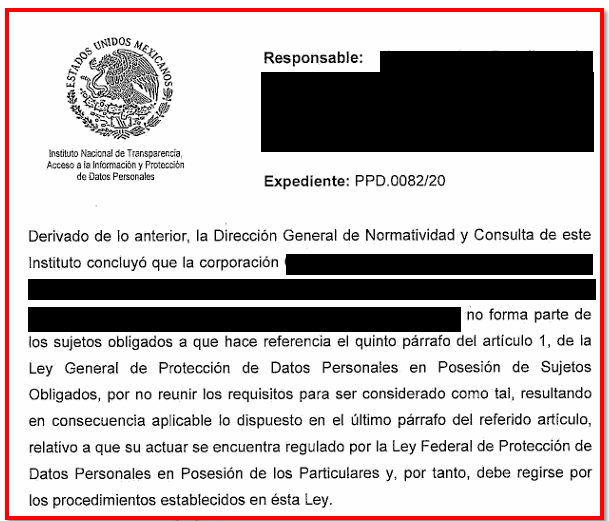 ESTADOS UNIDOS MEXICANOS
Instituto Nacional de Transparencia,
Acceso a la Información y Protección
de Datos Personales
Responsable:
Expediente: PPD.0082/20
Derivado de lo anterior, la Dirección General de Normatividad y Consulta de este
Instituto concluyó que la corporación
no forma parte de
los sujetos obligados a que hace referencia el quinto párrafo del artículo 1, de la
Ley General de Protección de Datos Personales en Posesión de Sujetos
Obligados, por no reunir los requisitos para ser considerado como tal, resultando
en consecuencia aplicable lo dispuesto en el último párrafo del referido artículo,
relativo a que su actuar se encuentra regulado por la Ley Federal de Protección de
Datos Personales en Posesión de los Particulares y, por tanto, debe regirse por
los procedimientos establecidos en ésta Ley.